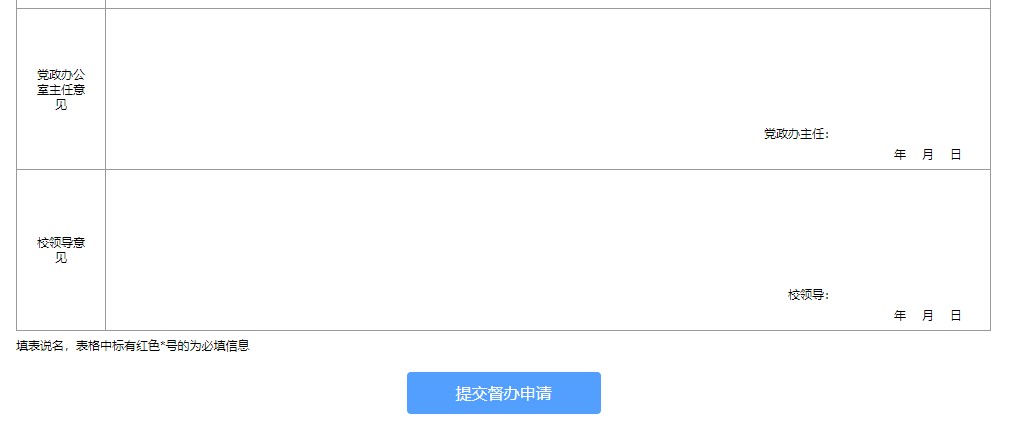 党政办公
室主任意
见
党政办主任：
年 月 日
校领导意
见
校领导：
年 月 日
填表说名，表格中标有红色*号的为必填信息
提交督办申请